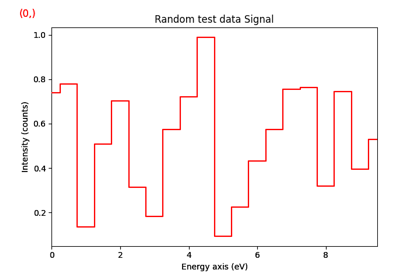 (0,)
Random test data Signal
1.0
0.8
0.6
0.4
0.2
Intensity (counts)
0 2 4 6 8
Energy axis (eV)